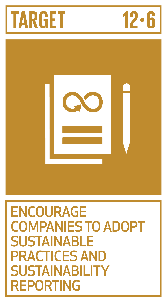 TARGET 12·6
ENCOURAGE
COMPANIES TO ADOPT
SUSTAINABLE
PRACTICES AND
SUSTAINABILITY
REPORTING